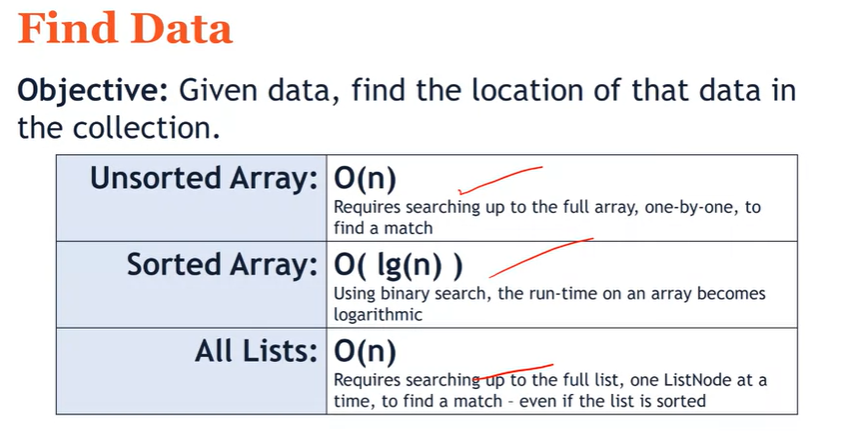 Find Data
Objective: Given data, find the location of that data in
the collection.
Unsorted Array:
O(n)
Requires searching up to the full array, one-by-one, to
find a match
Sorted Array:
O( lg(n) )
Using binary search, the run-time on an array becomes
logarithmic
All Lists:
O(n)
Requires searching up to the full list, one ListNode at a
time, to find a match – even if the list is sorted